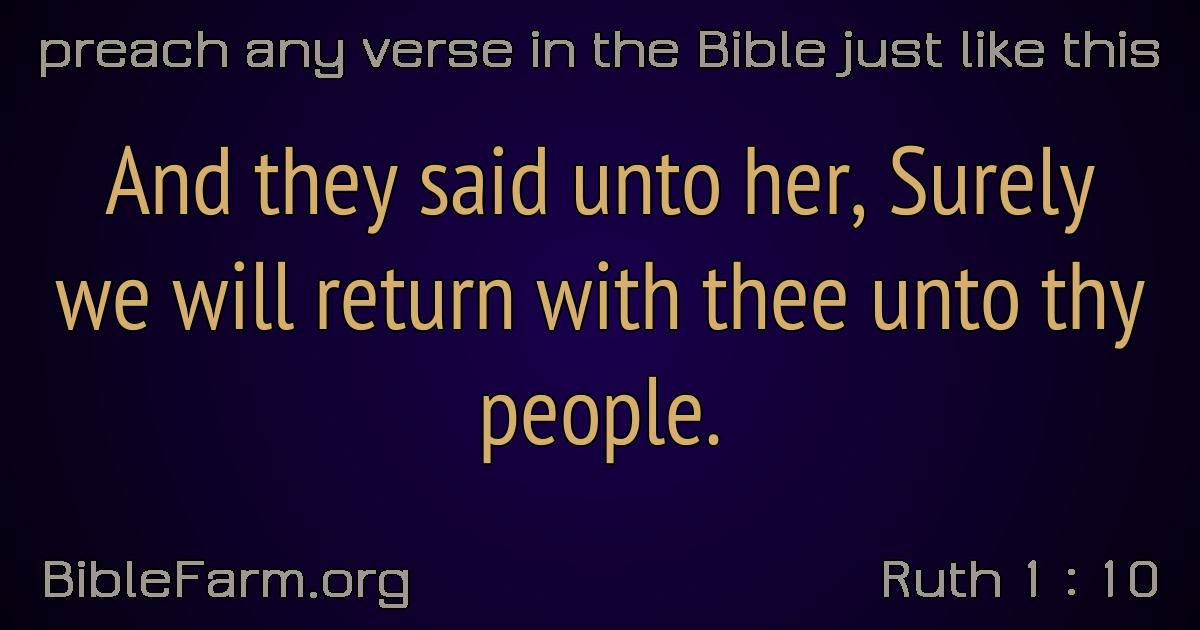 preach any verse in the Bible just like this
And they said unto her, Surely
we will return with thee unto thy
people.
BibleFarm.org
Ruth 1 : 10